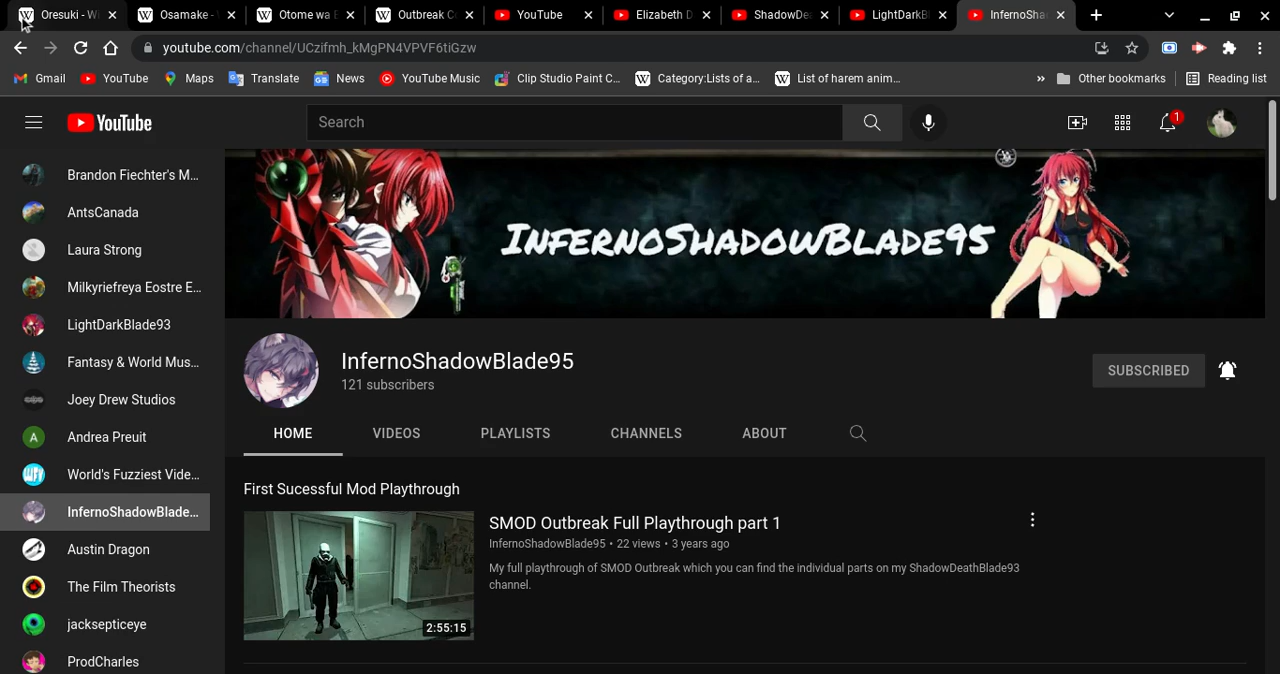 Oresuki - W
Osamake -
Otome wa
Outbreak C
YouTube
Elizabeth D
ShadowDe
LightDarkB
InfernoSha
youtube.com/channel/UCzifmh_kMgPN4VPVF6tiGzw
Gmail
YouTube
Maps
Translate
News
YouTube Music
Clip Studio Paint C...
Category:Lists of a...
List of harem anim...
»
Other bookmarks
Reading list
YouTube
Search
1
Brandon Fiechter's M...
AntsCanada
Laura Strong
Milkyriefreya Eostre E...
LightDarkBlade93
Fantasy & World Mus...
Joey Drew Studios
A
Andrea Preuit
World's Fuzziest Vide...
InfernoShadowBlade...
Austin Dragon
The Film Theorists
jacksepticeye
ProdCharles
InfernoShadowBlade95
InfernoShadowBlade95
121 subscribers
SUBSCRIBED
HOME
VIDEOS
PLAYLISTS
CHANNELS
ABOUT
First Sucessful Mod Playthrough
SMOD Outbreak Full Playthrough part 1
InfernoShadowBlade95 • 22 views • 3 years ago
My full playthrough of SMOD Outbreak which you can find the individual parts on my ShadowDeathBlade93
channel.
2:55:15